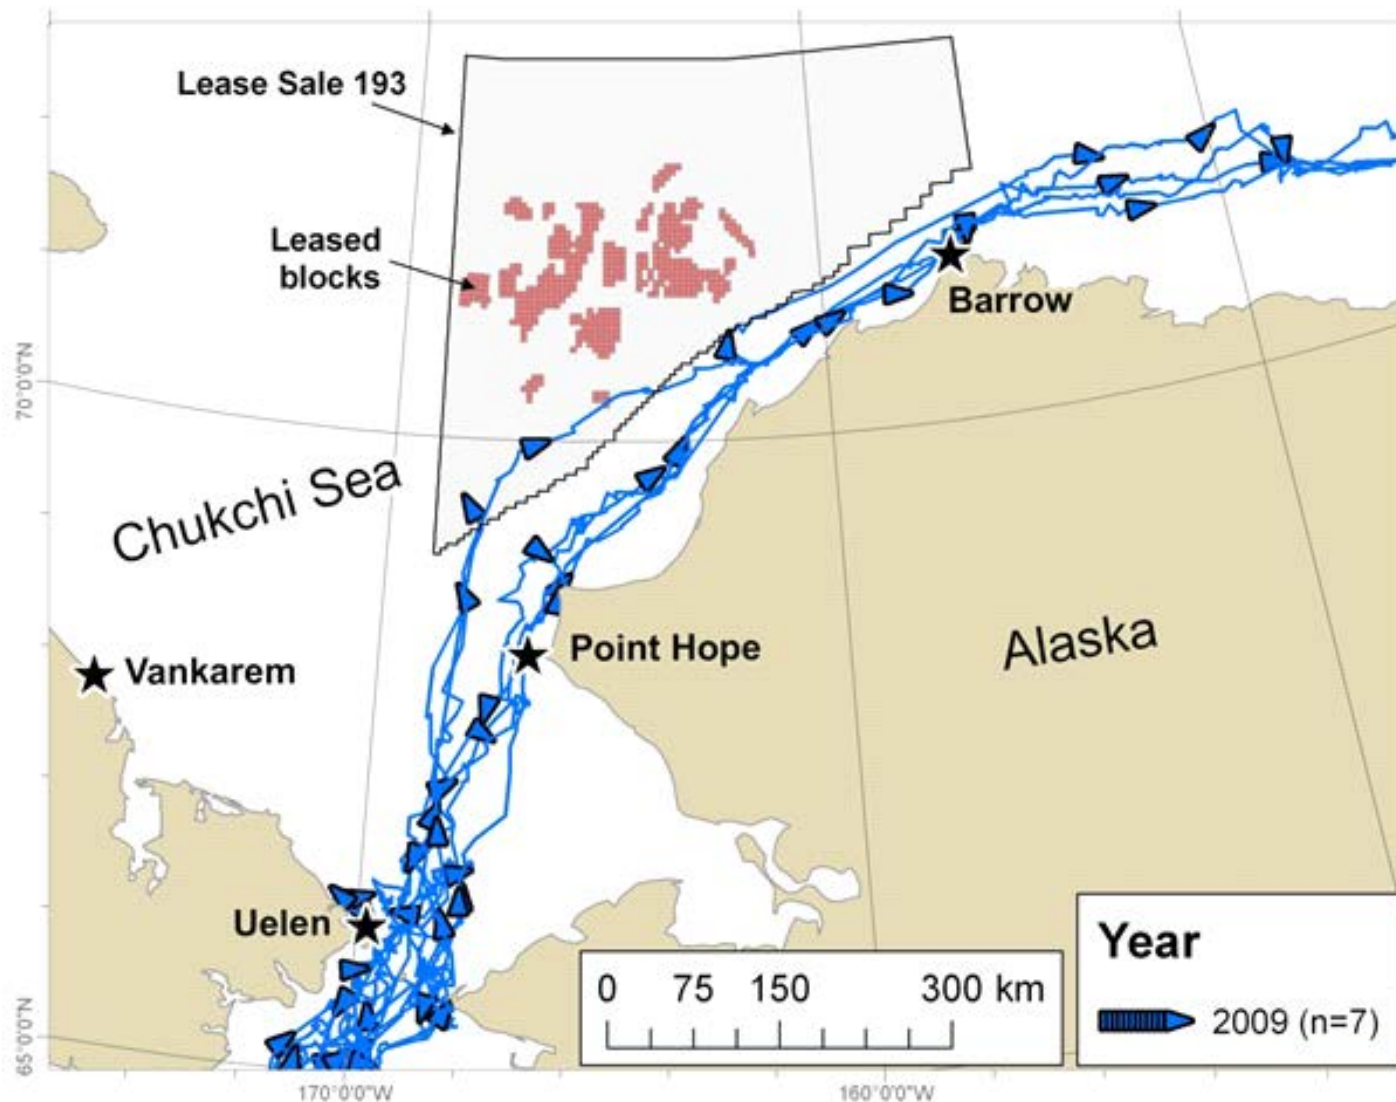 Lease Sale 193
Leased
blocks
Barrow
70°0'0"N
Chukchi Sea
Point Hope
Alaska
Vankarem
Uelen
Year
0 75 150 300 km
2009 (n=7)
65°0'0"N
170°0'0"W
160°0'0"W